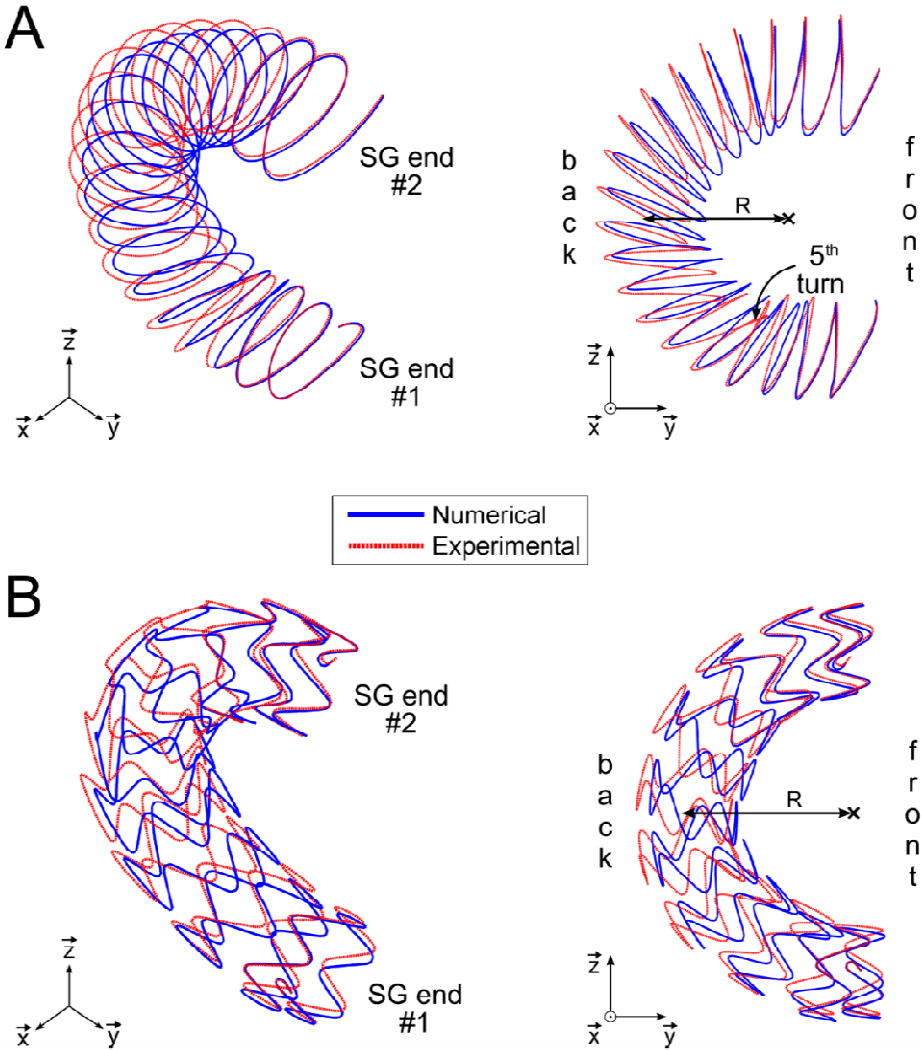 A
SG end
#2
SG end
#1
z
x
y
b
a
c
k
R
5th
turn
f
r
o
n
t
z
x
y
Numerical
Experimental
B
SG end
#2
SG end
#1
z
x
y
b
a
c
k
R
f
r
o
n
t
z
x
y